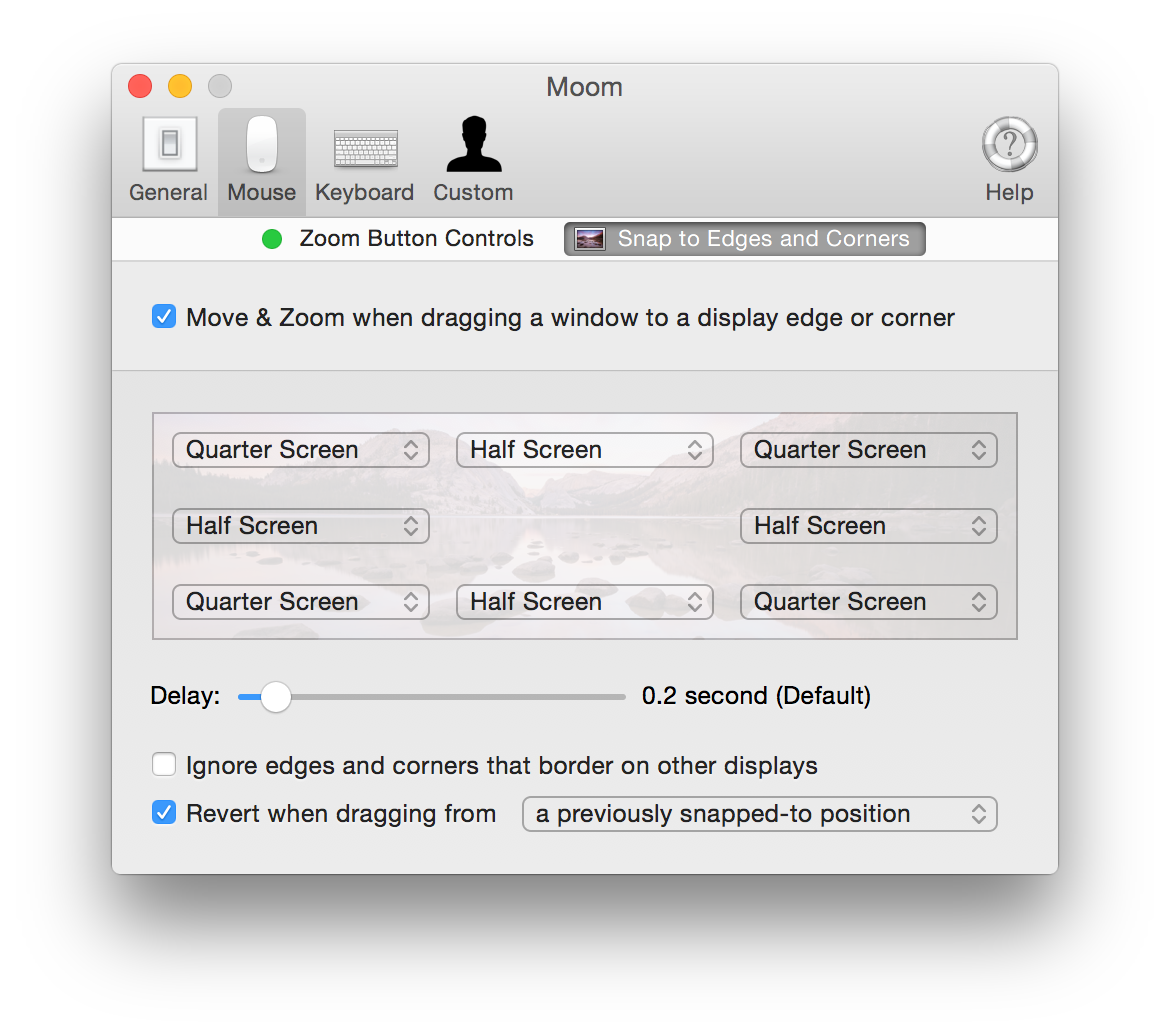 Moom
General Mouse Keyboard Custom Help
Zoom Button Controls Snap to Edges and Corners
Move & Zoom when dragging a window to a display edge or corner
Quarter Screen Half Screen Quarter Screen
Half Screen Half Screen
Quarter Screen Half Screen Quarter Screen
Delay: 0.2 second (Default)
Ignore edges and corners that border on other displays
Revert when dragging from a previously snapped-to position